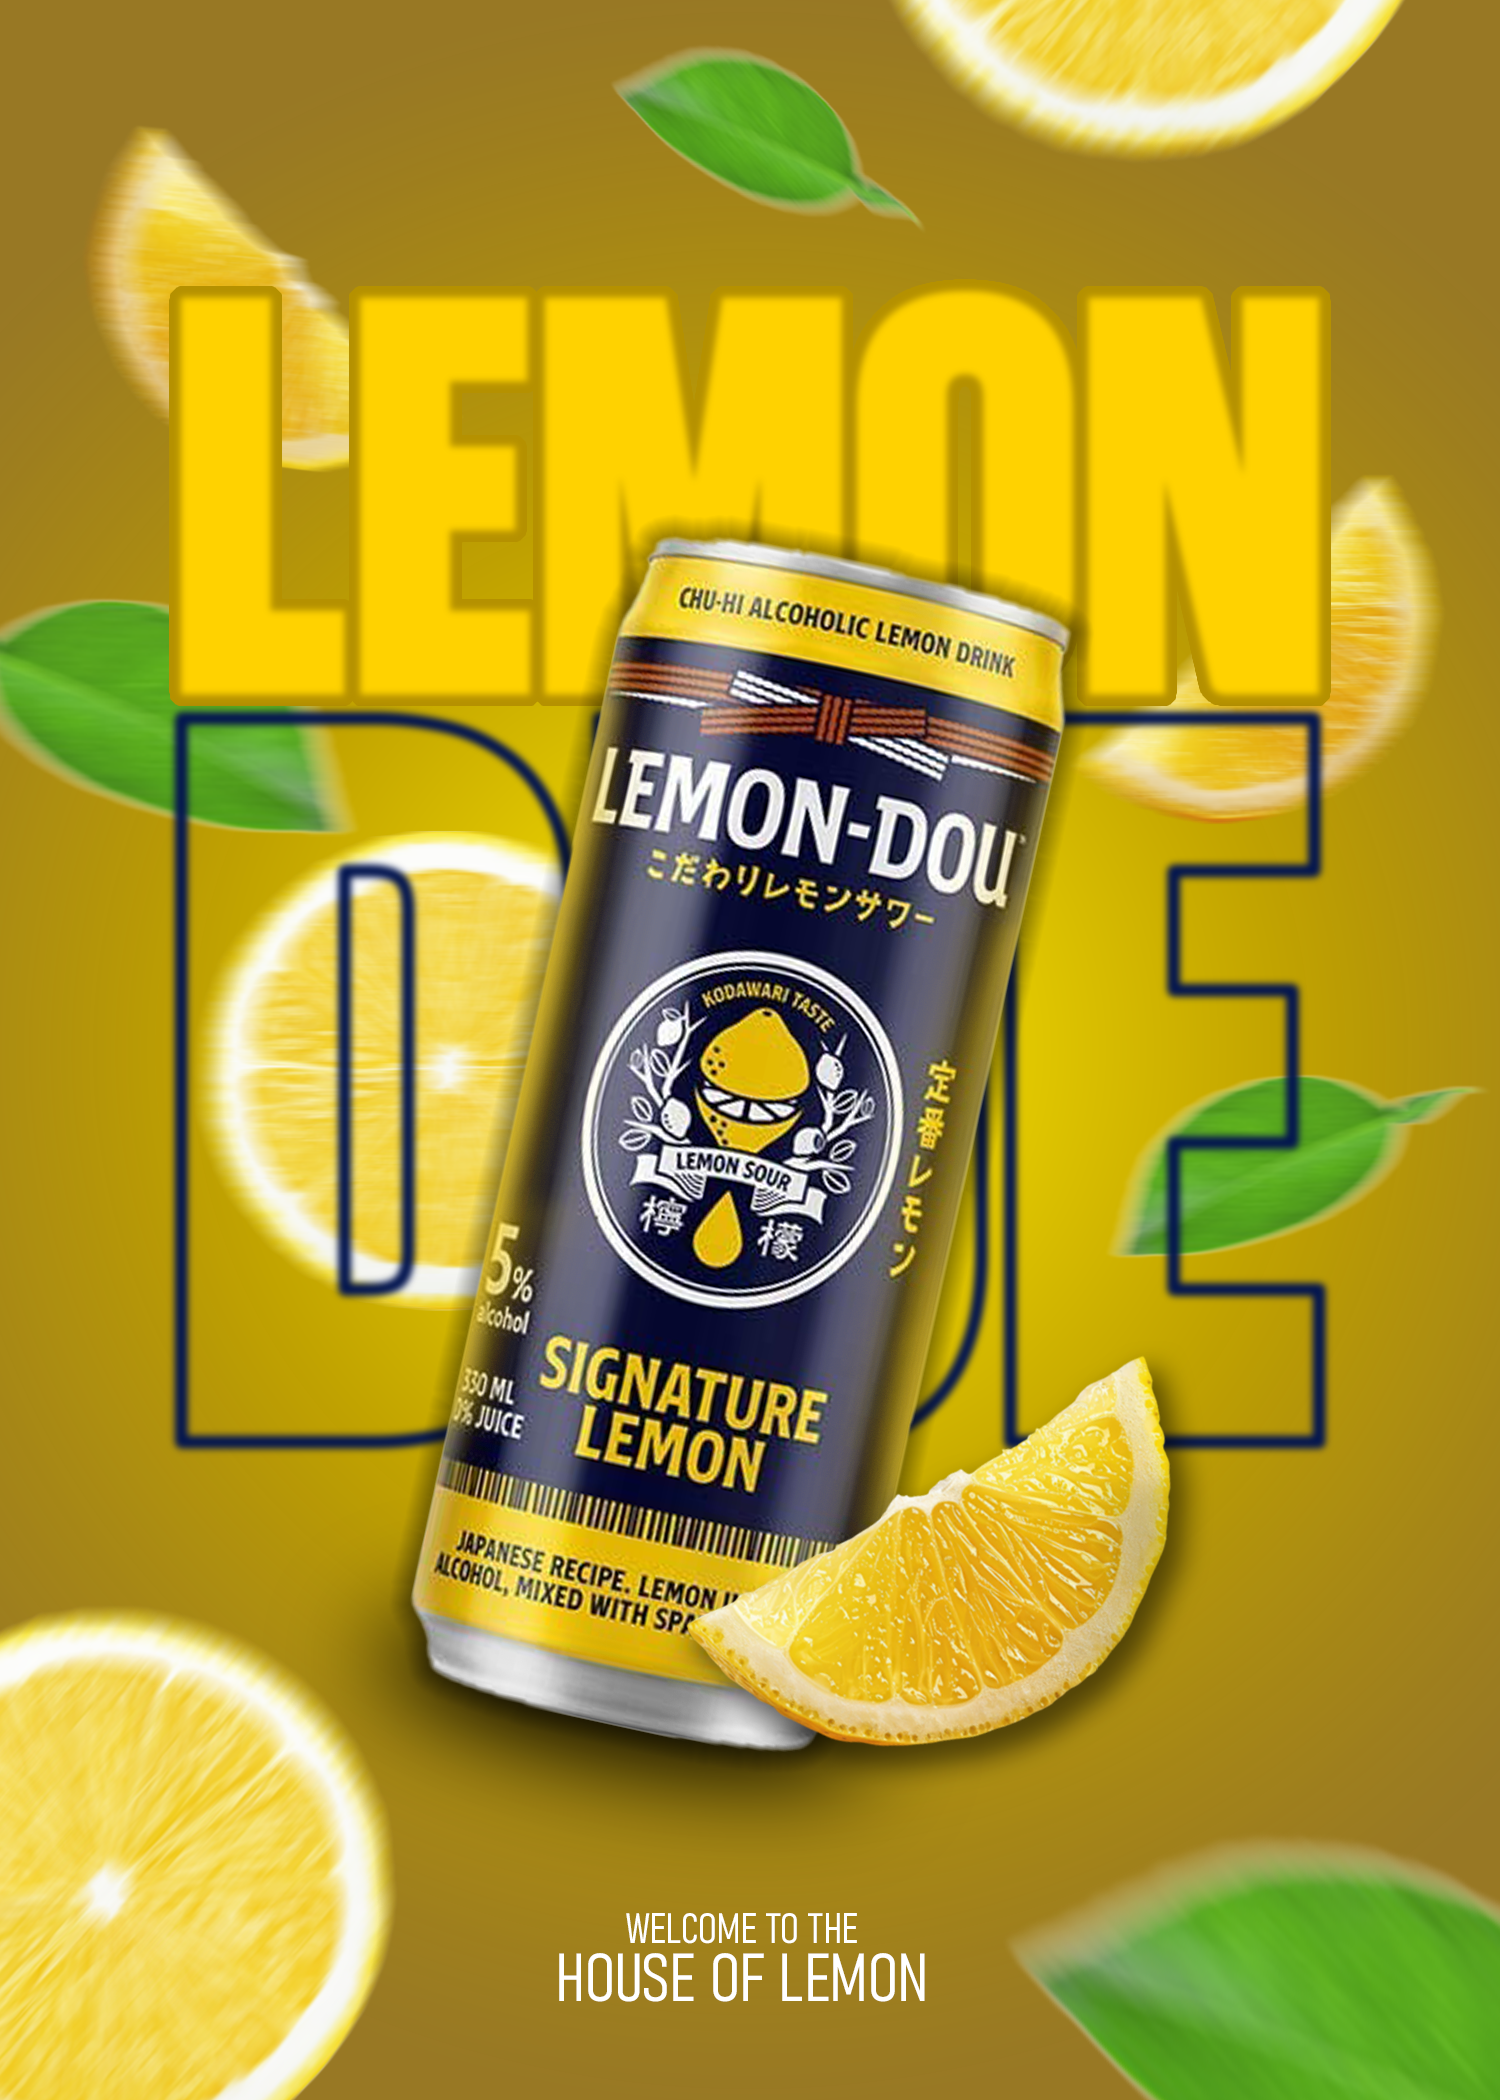 LEMON
CHU-HI ALCOHOLIC LEMON DRINK
LEMON-DOU
こだわりレモンサワー
KODAWARI TASTE
LEMON SOUR
檸檬
定番レモン
5%
alcohol
330 ML
% JUICE
SIGNATURE
LEMON
JAPANESE RECIPE. LEMON
ALCOHOL, MIXED WITH
WELCOME TO THE
HOUSE OF LEMON